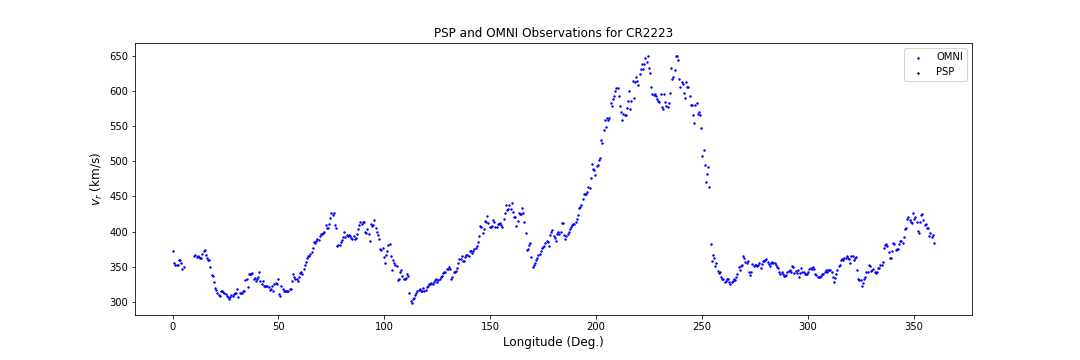 PSP and OMNI Observations for CR2223
OMNI
PSP
650
600
550
500
450
400
350
300
v_r (km/s)
0 50 100 150 200 250 300 350
Longitude (Deg.)